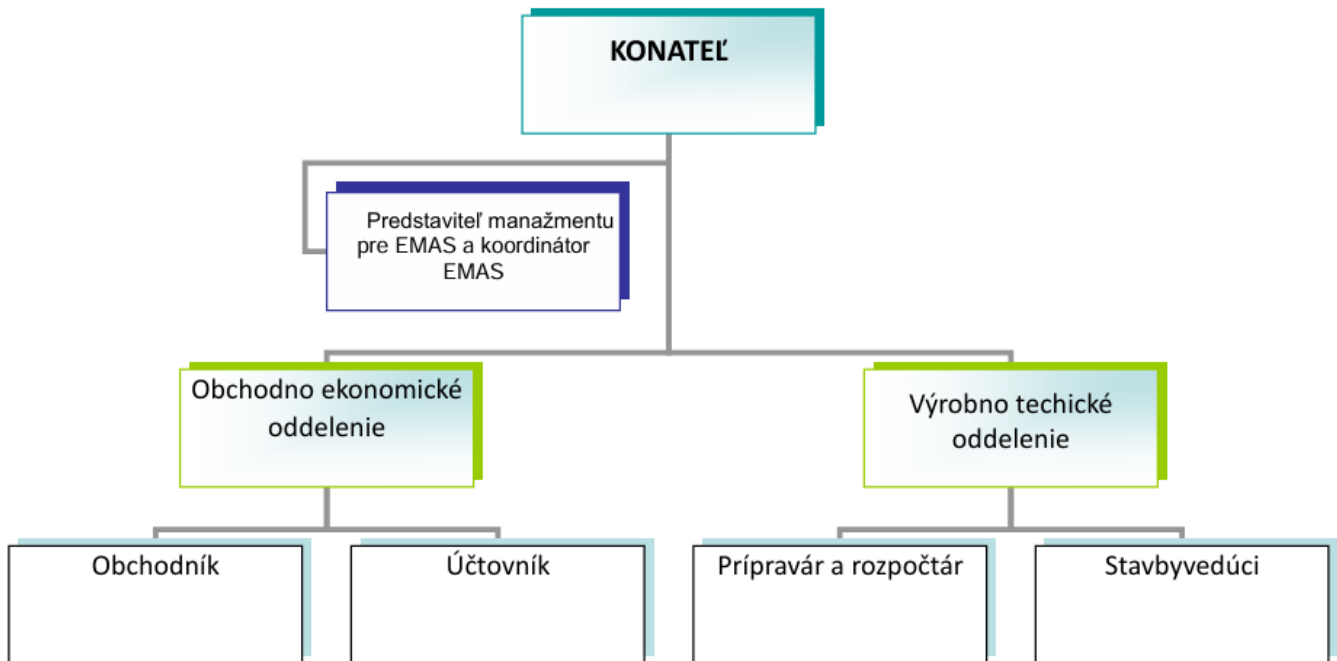 KONATEĽ
Predstaviteľ manažmentu
pre EMAS a koordinátor
EMAS
Obchodno ekonomické
oddelenie
Výrobno techické
oddelenie
Obchodník
Účtovník
Prípravár a rozpočtár
Stavbyvedúci